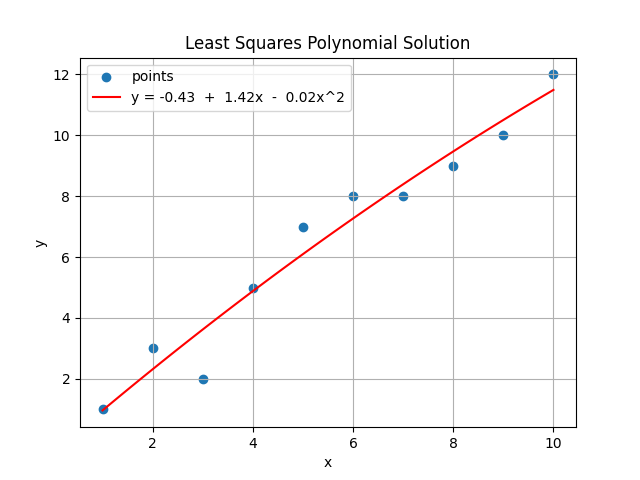 Least Squares Polynomial Solution
points
y = -0.43  +  1.42x  -  0.02x^2
12
10
8
6
4
2
y
2 4 6 8 10
x